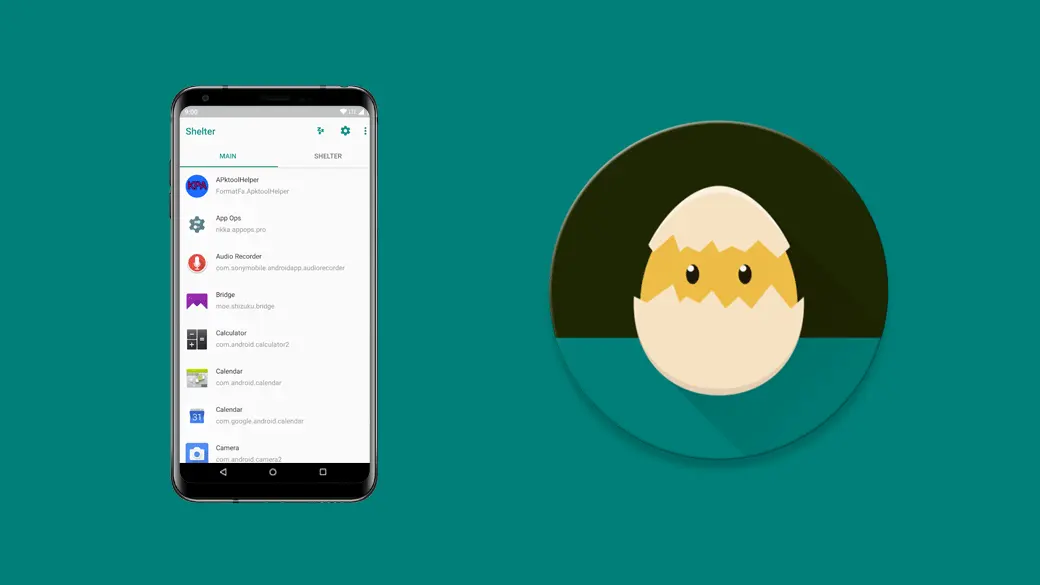 4:00
LTE
Shelter
MAIN
SHELTER
KPA
APktoolHelper
FormatFa.ApktoolHelper
App Ops
rikka.appops.pro
Audio Recorder
com.sonymobile.androidapp.audiorecorder
Bridge
moe.shizuku.bridge
Calculator
com.android.calculator2
Calendar
com.android.calendar
31
Calendar
com.google.android.calendar
Camera
com.android.camera2